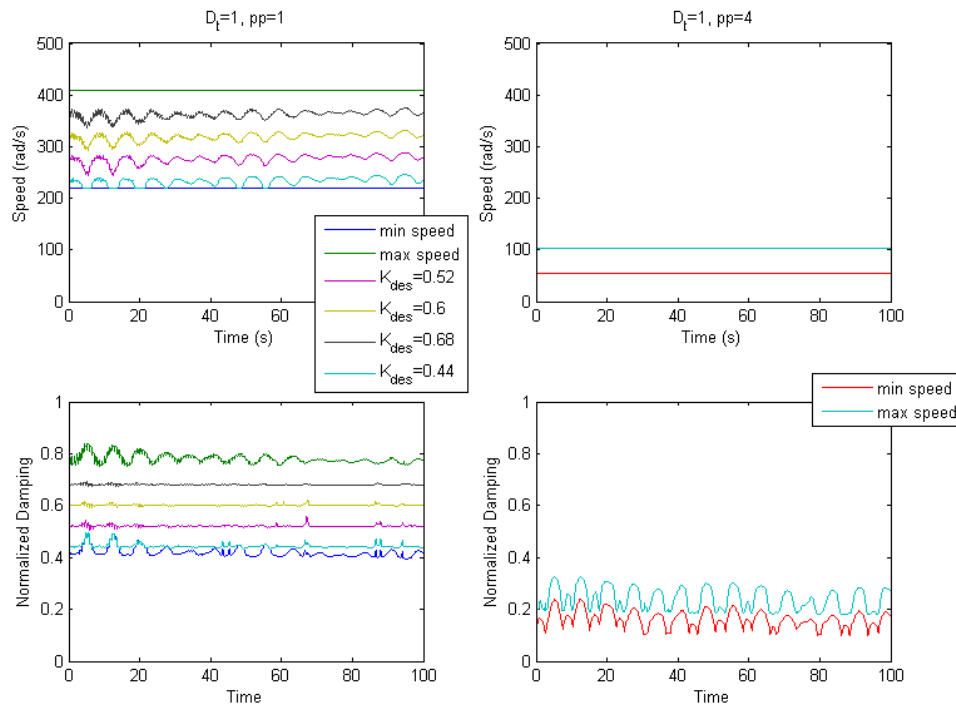 D_t=1, pp=1
D_t=1, pp=4
500
400
300
200
100
0
Speed (rad/s)
0 20 40 60 80 100
Time (s)
500
400
300
200
100
0
Speed (rad/s)
0 20 40 60 80 100
Time (s)
min speed
max speed
K_des=0.52
K_des=0.6
K_des=0.68
K_des=0.44
1
0.8
0.6
0.4
0.2
0
Normalized Damping
0 20 40 60 80 100
Time
min speed
max speed
1
0.8
0.6
0.4
0.2
0
Normalized Damping
0 20 40 60 80 100
Time